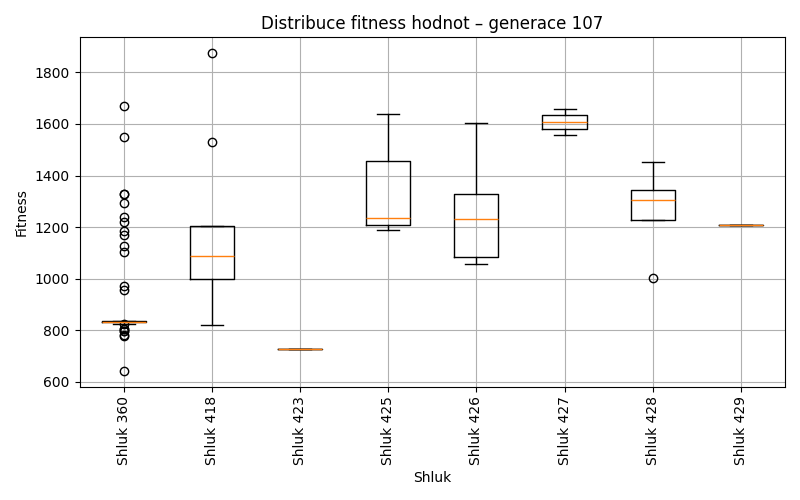 Distribuce fitness hodnot – generace 107
Fitness
1800
1600
1400
1200
1000
800
600
Shluk 360
Shluk 418
Shluk 423
Shluk 425
Shluk 426
Shluk 427
Shluk 428
Shluk 429
Shluk